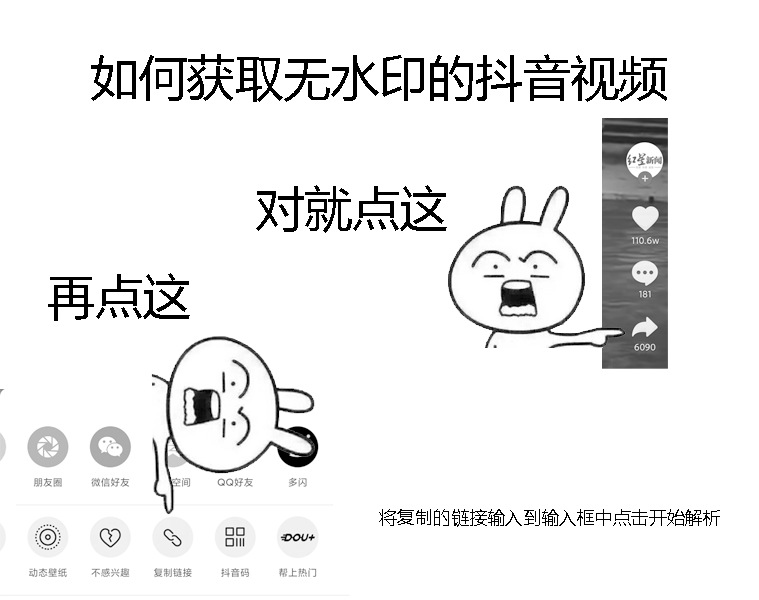 如何获取无水印的抖音视频
红星新闻
对就点这
110.6w
181
再点这
6090
朋友圈
微信好友
空间
QQ好友
多闪
将复制的链接输入到输入框中点击开始解析
DOU+
动态壁纸
不感兴趣
复制链接
抖音码
帮上热门